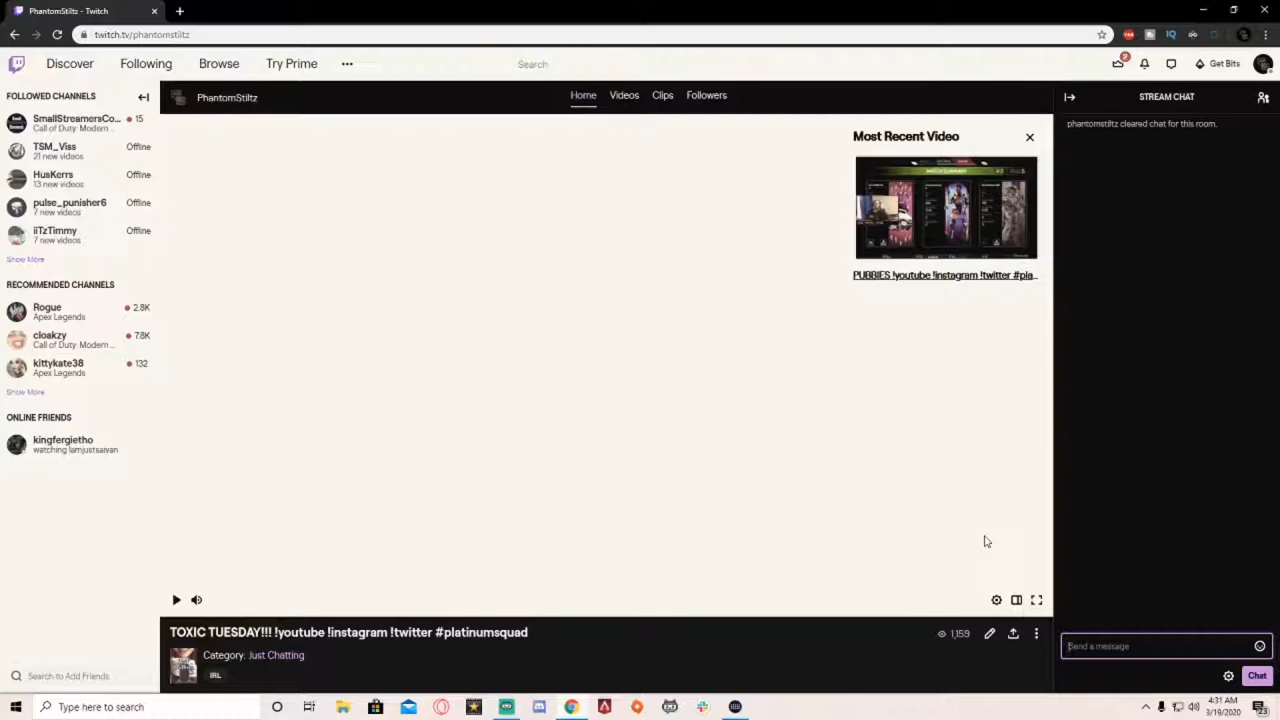 PhantomStiltz - Twitch
twitch.tv/phantomstiltz
Discover
Following
Browse
Try Prime
Search
2
Get Bits
FOLLOWED CHANNELS
SmallStreamersCo...
15
Call of Duty: Modern ...
TSM_Viss
Offline
21 new videos
HusKerrs
Offline
13 new videos
pulse_punisher6
Offline
7 new videos
iiTzTimmy
Offline
7 new videos
Show More
RECOMMENDED CHANNELS
Rogue
2.8K
Apex Legends
cloakzy
7.8K
Call of Duty: Modern ...
kittykate38
132
Apex Legends
Show More
ONLINE FRIENDS
kingfergietho
watching Iamjustsaiyan
Search to Add Friends
PhantomStiltz
Home
Videos
Clips
Followers
Most Recent Video
PUBBIES !youtube !instagram !twitter #pla...
TOXIC TUESDAY!!! !youtube !instagram !twitter #platinumsquad
1,159
Category: Just Chatting
IRL
STREAM CHAT
phantomstiltz cleared chat for this room.
Send a message
Chat
Type here to search
4:31 AM
3/19/2020
23